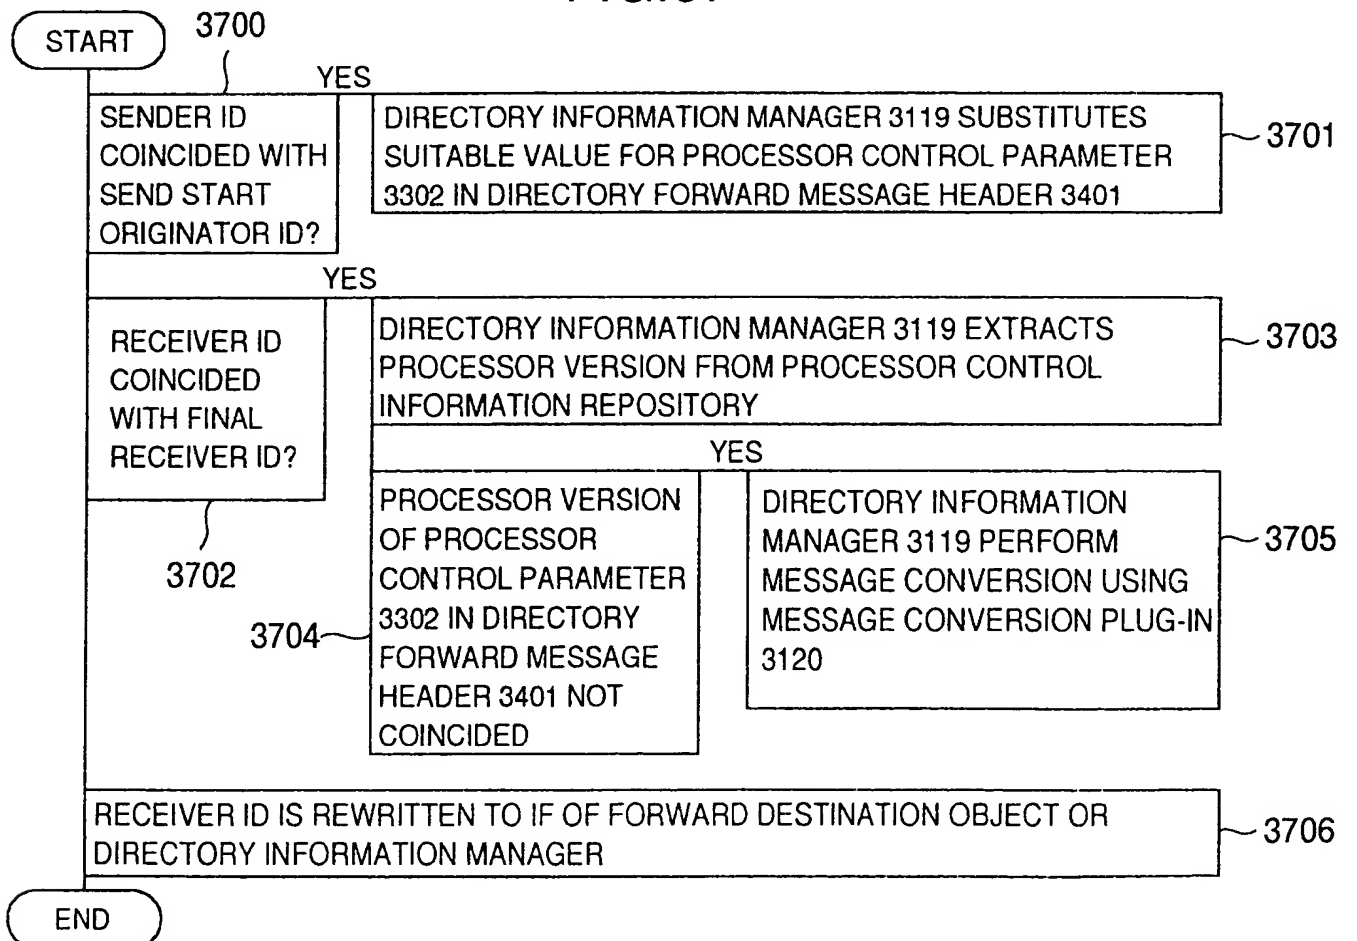 START
3700
YES
SENDER ID
COINCIDED WITH
SEND START
ORIGINATOR ID?
DIRECTORY INFORMATION MANAGER 3119 SUBSTITUTES
SUITABLE VALUE FOR PROCESSOR CONTROL PARAMETER
3302 IN DIRECTORY FORWARD MESSAGE HEADER 3401
3701
YES
RECEIVER ID
COINCIDED
WITH FINAL
RECEIVER ID?
3702
DIRECTORY INFORMATION MANAGER 3119 EXTRACTS
PROCESSOR VERSION FROM PROCESSOR CONTROL
INFORMATION REPOSITORY
3703
YES
PROCESSOR VERSION
OF PROCESSOR
CONTROL PARAMETER
3302 IN DIRECTORY
FORWARD MESSAGE
HEADER 3401 NOT
COINCIDED
3704
DIRECTORY INFORMATION
MANAGER 3119 PERFORM
MESSAGE CONVERSION USING
MESSAGE CONVERSION PLUG-IN
3120
3705
RECEIVER ID IS REWRITTEN TO IF OF FORWARD DESTINATION OBJECT OR
DIRECTORY INFORMATION MANAGER
3706
END